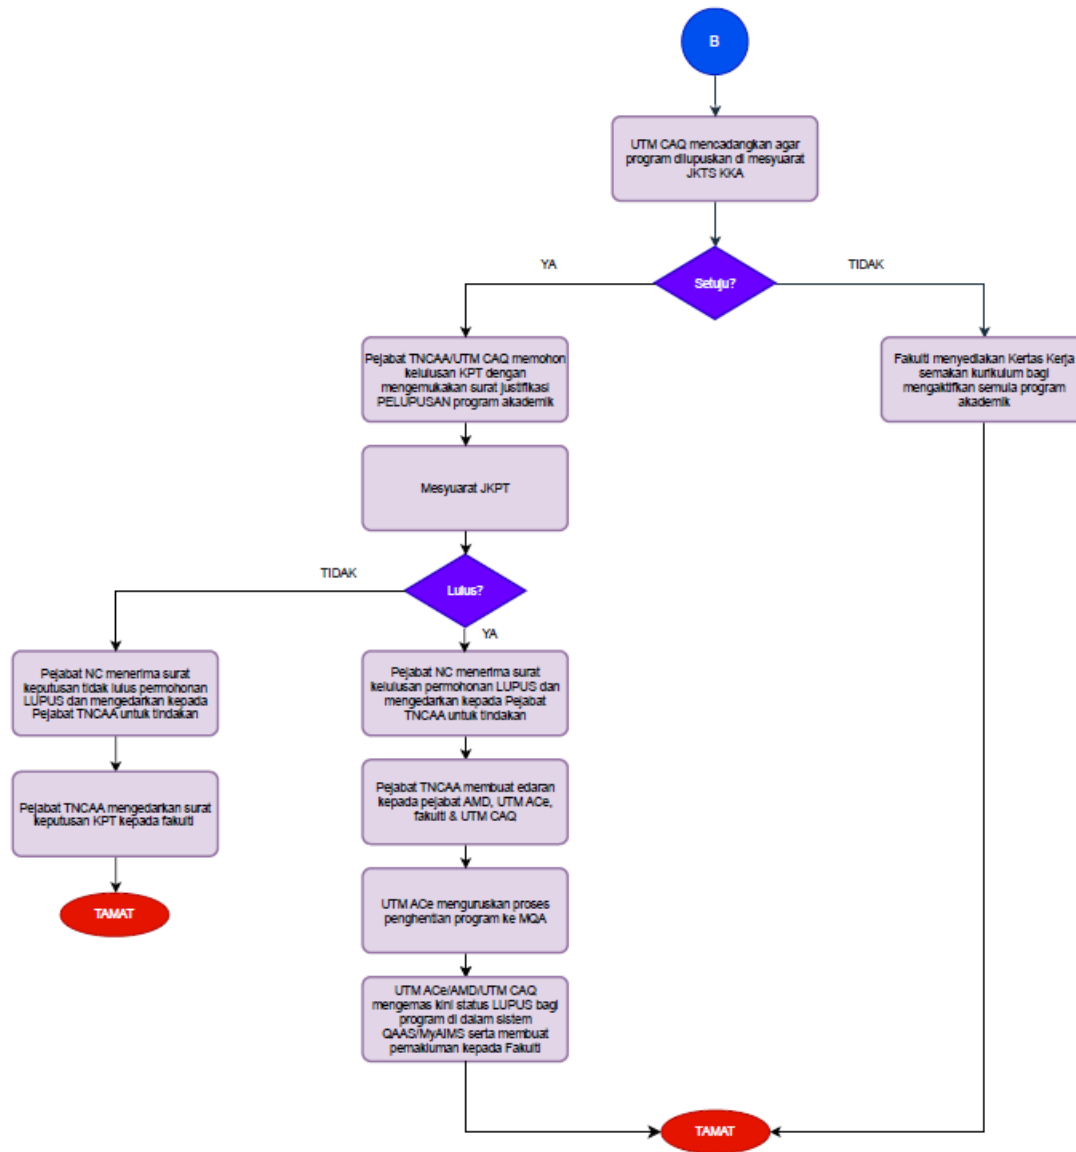 B
UTM CAQ mencadangkan agar
program dilupuskan di mesyuarat
JKTS KKA
YA
Setuju?
TIDAK
Pejabat TNCAA/UTM CAQ memohon
kelulusan KPT dengan
mengemukakan surat justifikasi
PELUPUSAN program akademik
Fakulti menyediakan Kertas Kerja
semakan kurikulum bagi
mengaktifkan semula program
akademik
Mesyuarat JKPT
TIDAK
Lulus?
YA
Pejabat NC menerima surat
keputusan tidak lulus permohonan
LUPUS dan mengedarkan kepada
Pejabat TNCAA untuk tindakan
Pejabat NC menerima surat
kelulusan permohonan LUPUS dan
mengedarkan kepada Pejabat
TNCAA untuk tindakan
Pejabat TNCAA mengedarkan surat
keputusan KPT kepada fakulti
Pejabat TNCAA membuat edaran
kepada pejabat AMD, UTM ACe,
fakulti & UTM CAQ
TAMAT
UTM ACe menguruskan proses
penghentian program ke MQA
UTM ACe/AMD/UTM CAQ
mengemas kini status LUPUS bagi
program di dalam sistem
QAAS/MyAIMS serta membuat
pemakluman kepada Fakulti
TAMAT